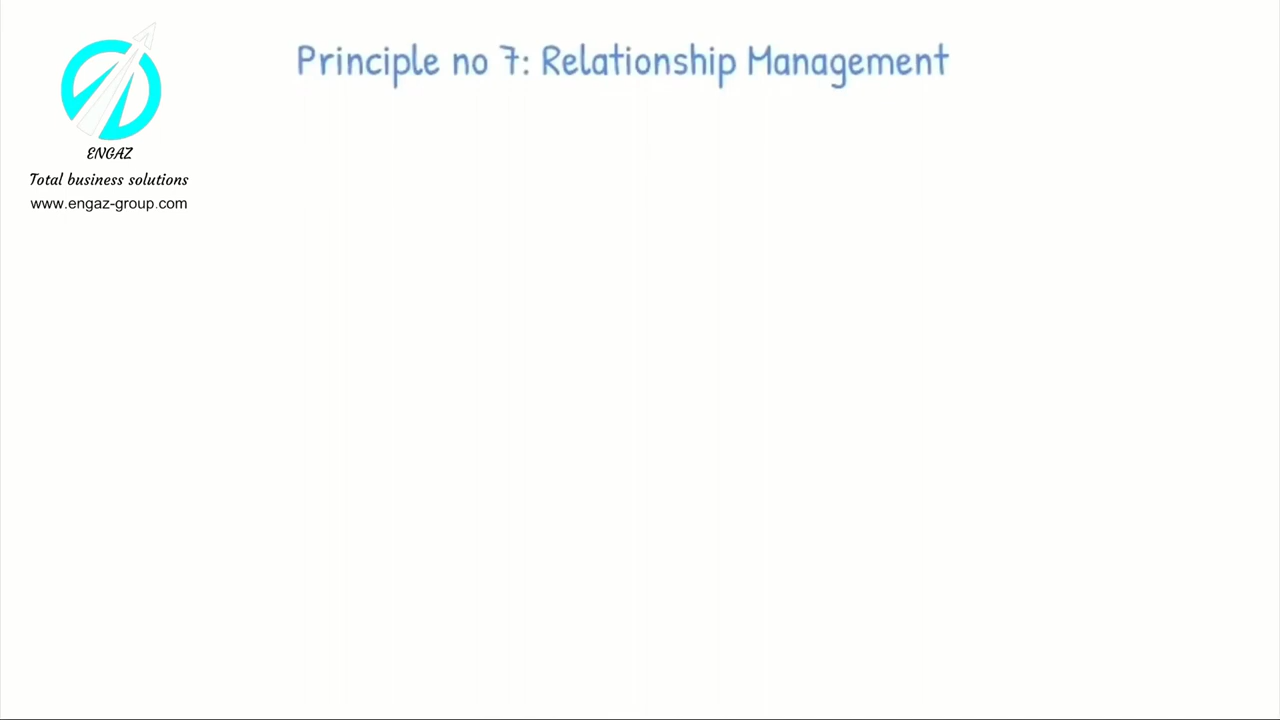 Principle no 7: Relationship Management
ENGAZ
Total business solutions
www.engaz-group.com